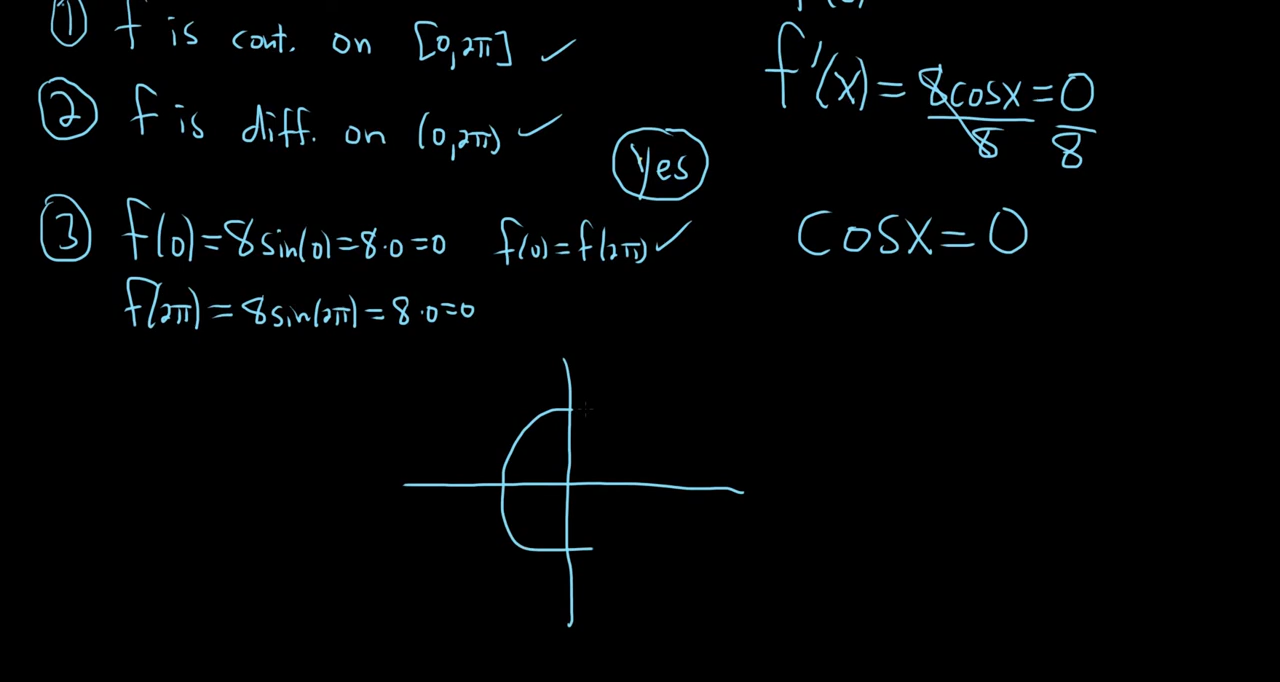 ① f is cont. on [0,2π] ✓
② f is diff. on (0,2π) ✓
Yes
③ f(0)=8sin(0)=8·0=0 f(0)=f(2π) ✓
f(2π)=8sin(2π)=8·0=0
f'(x)=8cosx/8=0/8
cosx=0